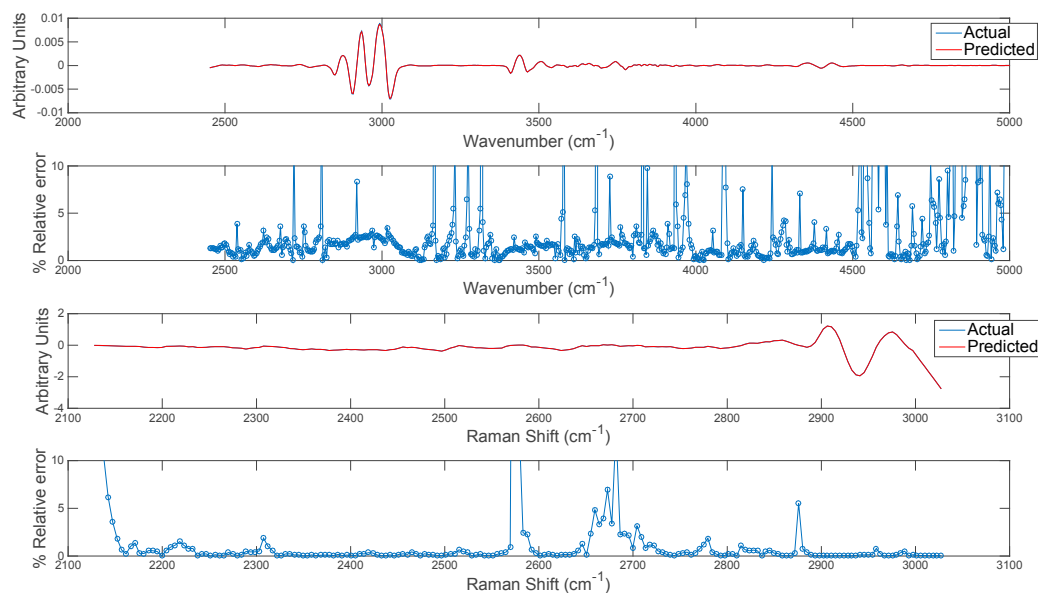 Arbitrary Units
0.01
0.005
0
-0.005
-0.01
2000 2500 3000 3500 4000 4500 5000
Wavenumber (cm-1)
Actual
Predicted
% Relative error
10
5
0
2000 2500 3000 3500 4000 4500 5000
Wavenumber (cm-1)
Arbitrary Units
2
0
-2
-4
2100 2200 2300 2400 2500 2600 2700 2800 2900 3000 3100
Raman Shift (cm-1)
Actual
Predicted
% Relative error
10
5
0
2100 2200 2300 2400 2500 2600 2700 2800 2900 3000 3100
Raman Shift (cm-1)